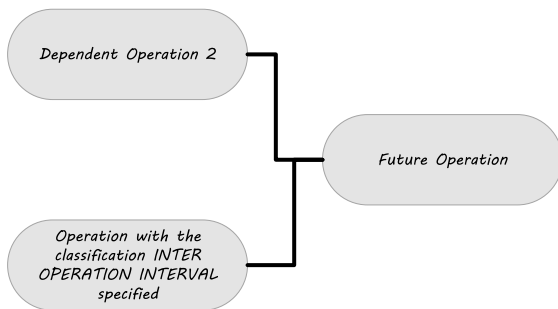 Dependent Operation 2
Future Operation
Operation with the
classification INTER
OPERATION INTERVAL
specified